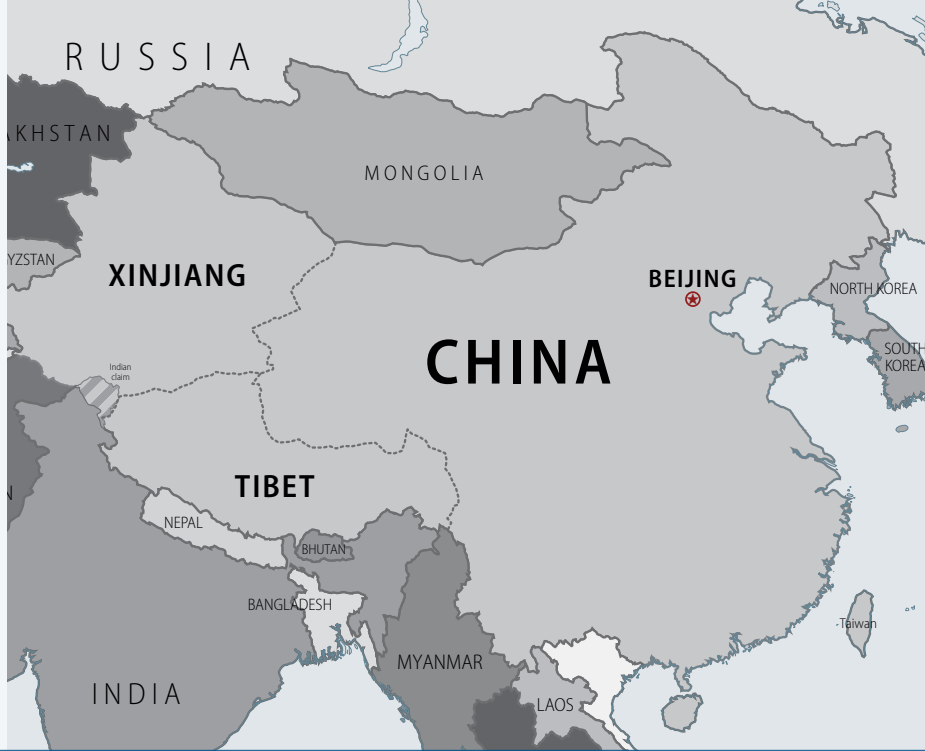 RUSSIA
AKHSTAN
MONGOLIA
YZSTAN
XINJIANG
BEIJING
NORTH KOREA
CHINA
SOUTH
KOREA
Indian
claim
TIBET
N
NEPAL
BHUTAN
BANGLADESH
Taiwan
MYANMAR
INDIA
LAOS